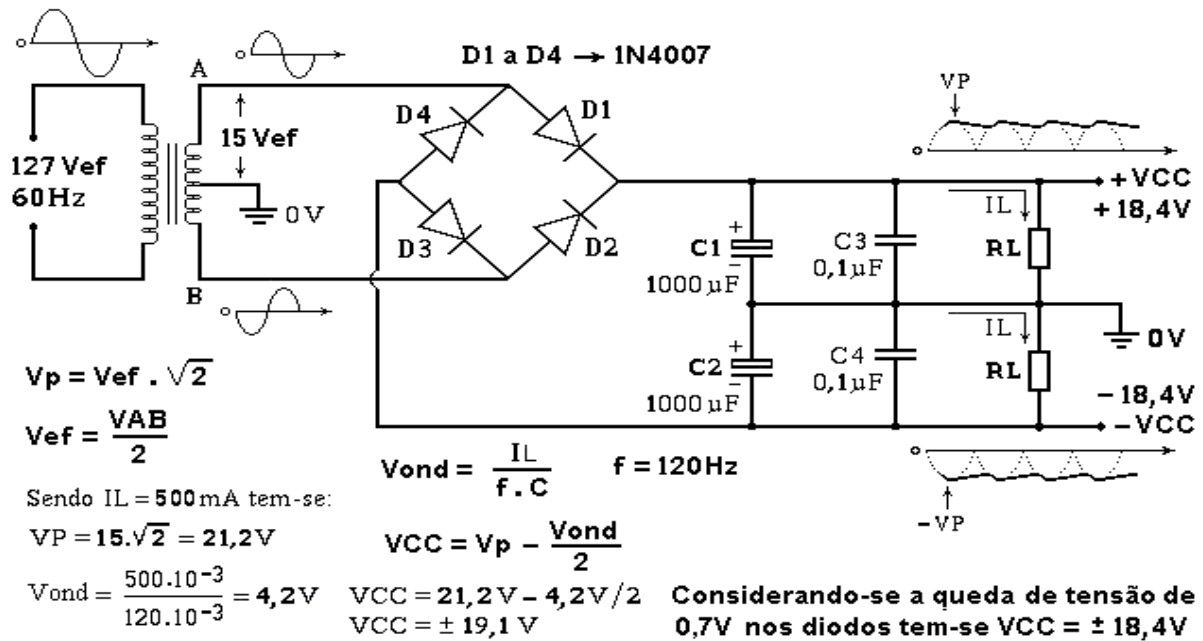 D1 a D4 → 1N4007
VP
A
D4
D1
15 Vef
127 Vef
60Hz
0V
+VCC
+18,4V
IL
D3
D2
+
C1
−
1000 µF
C3
0,1µF
RL
B
IL
0V
+
C2
−
1000 µF
C4
0,1µF
RL
−18,4V
−VCC
−VP
Vp = Vef . √2
Vef = VAB / 2
Vond = IL / f . C
f = 120Hz
Sendo IL = 500mA tem-se:
VP = 15.√2 = 21,2V
VCC = Vp − Vond / 2
Vond = 500.10⁻³ / 120.10⁻³ = 4,2V
VCC = 21,2V − 4,2V/2
VCC = ± 19,1 V
Considerando-se a queda de tensão de
0,7V nos diodos tem-se VCC = ± 18,4V